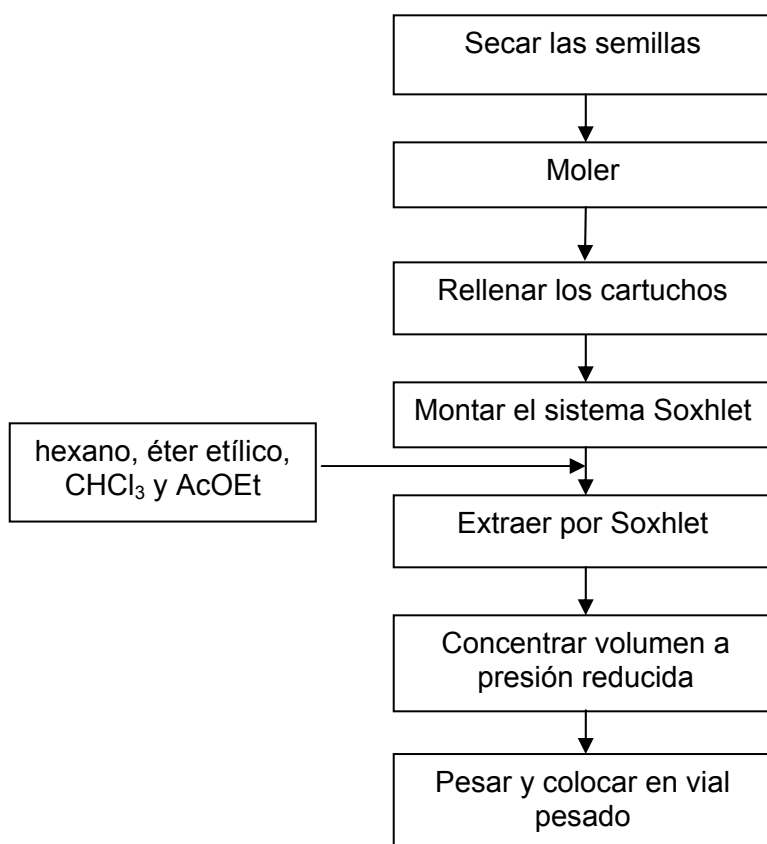 Secar las semillas
Moler
Rellenar los cartuchos
Montar el sistema Soxhlet
hexano, éter etílico,
CHCl₃ y AcOEt
Extraer por Soxhlet
Concentrar volumen a
presión reducida
Pesar y colocar en vial
pesado